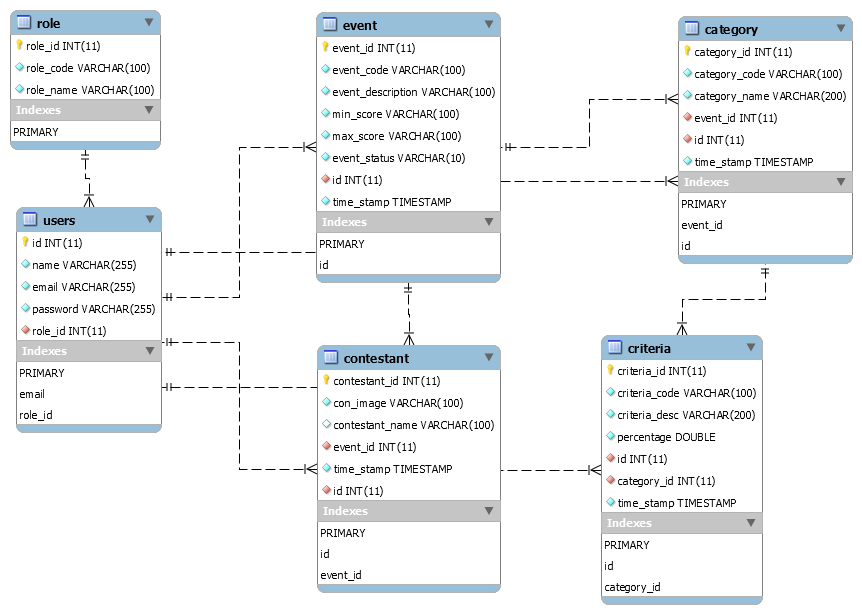 role
role_id INT(11)
role_code VARCHAR(100)
role_name VARCHAR(100)
Indexes
PRIMARY
users
id INT(11)
name VARCHAR(255)
email VARCHAR(255)
password VARCHAR(255)
role_id INT(11)
Indexes
PRIMARY
email
role_id
event
event_id INT(11)
event_code VARCHAR(100)
event_description VARCHAR(100)
min_score VARCHAR(100)
max_score VARCHAR(100)
event_status VARCHAR(10)
id INT(11)
time_stamp TIMESTAMP
Indexes
PRIMARY
id
contestant
contestant_id INT(11)
con_image VARCHAR(100)
contestant_name VARCHAR(100)
event_id INT(11)
time_stamp TIMESTAMP
id INT(11)
Indexes
PRIMARY
id
event_id
category
category_id INT(11)
category_code VARCHAR(100)
category_name VARCHAR(200)
event_id INT(11)
id INT(11)
time_stamp TIMESTAMP
Indexes
PRIMARY
event_id
id
criteria
criteria_id INT(11)
criteria_code VARCHAR(100)
criteria_desc VARCHAR(200)
percentage DOUBLE
id INT(11)
category_id INT(11)
time_stamp TIMESTAMP
Indexes
PRIMARY
id
category_id